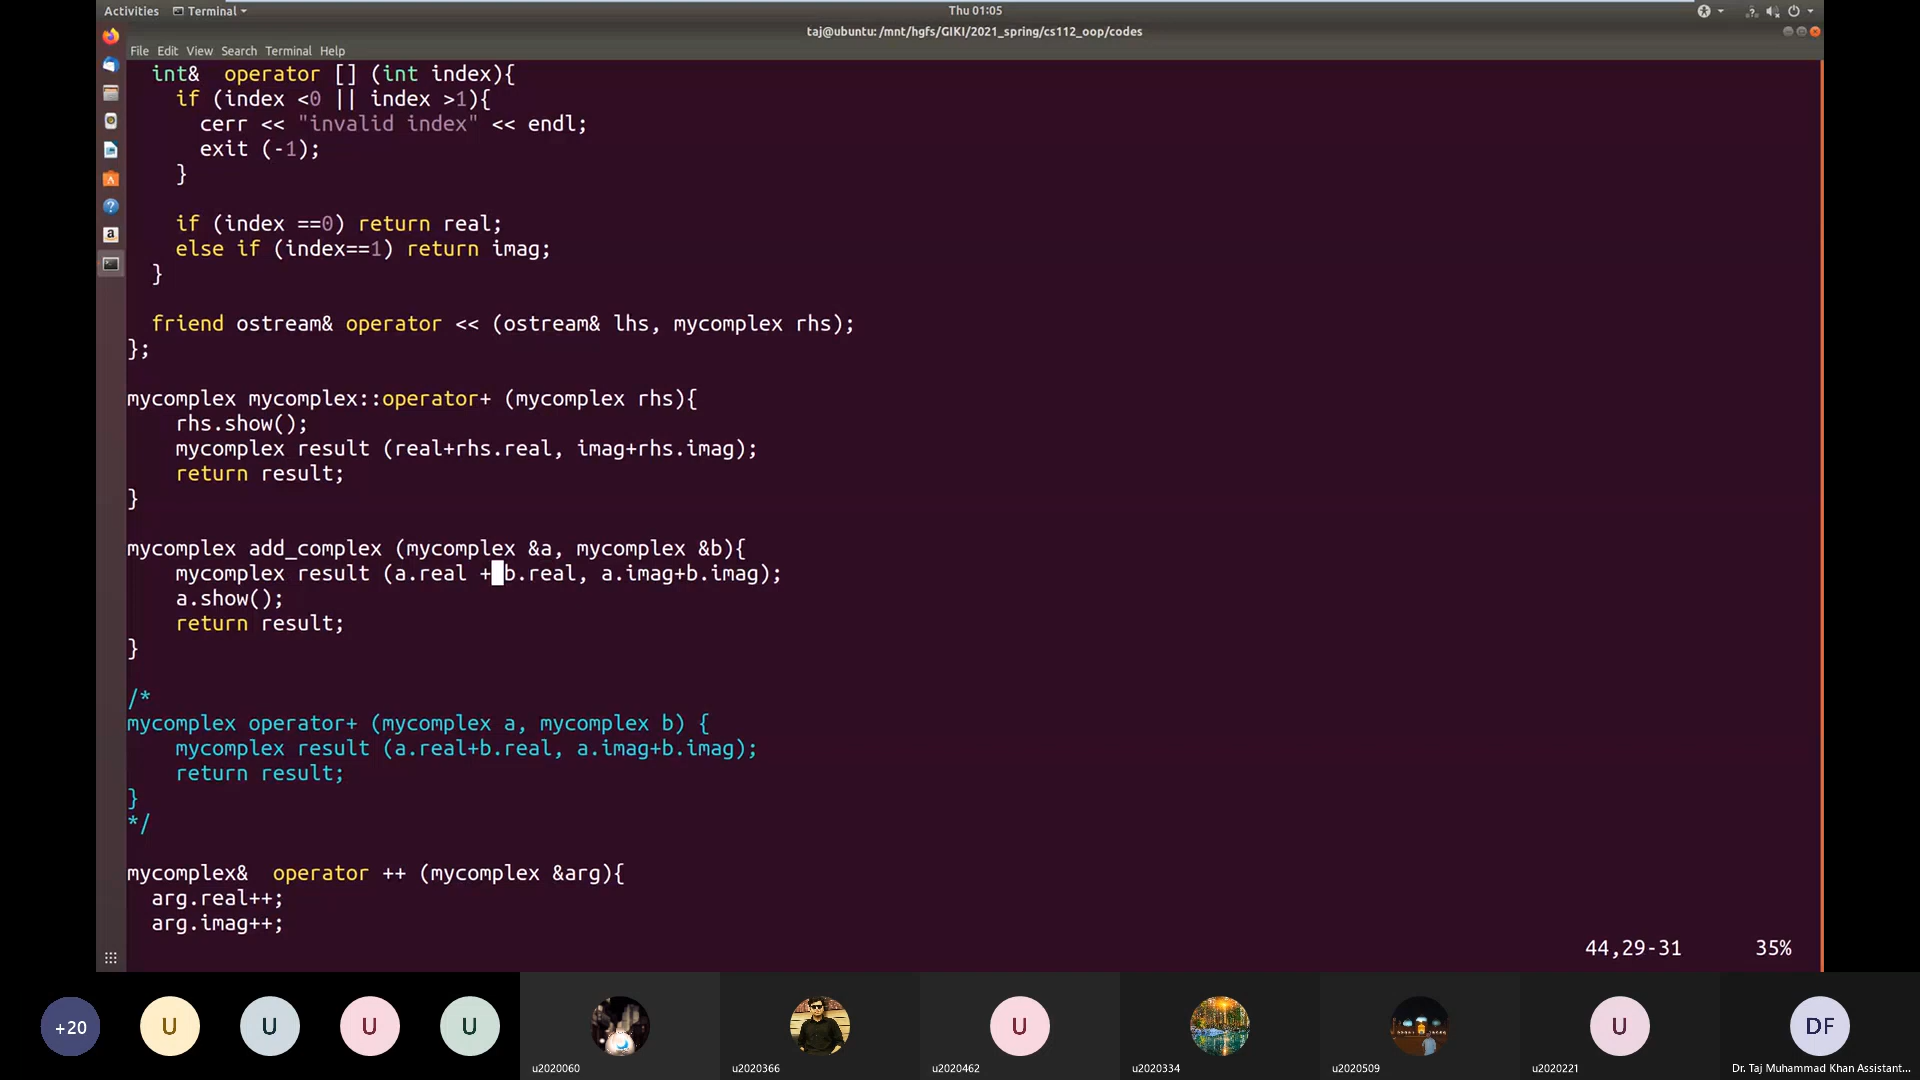 Activities Terminal Thu 01:05
taj@ubuntu: /mnt/hgfs/GIKI/2021_spring/cs112_oop/codes
File Edit View Search Terminal Help
int&  operator [] (int index){
if (index <0 || index >1){
cerr << "invalid index" << endl;
exit (-1);
}
if (index ==0) return real;
else if (index==1) return imag;
}
friend ostream& operator << (ostream& lhs, mycomplex rhs);
};
mycomplex mycomplex::operator+ (mycomplex rhs){
rhs.show();
mycomplex result (real+rhs.real, imag+rhs.imag);
return result;
}
mycomplex add_complex (mycomplex &a, mycomplex &b){
mycomplex result (a.real + b.real, a.imag+b.imag);
a.show();
return result;
}
/*
mycomplex operator+ (mycomplex a, mycomplex b) {
mycomplex result (a.real+b.real, a.imag+b.imag);
return result;
}
*/
mycomplex&  operator ++ (mycomplex &arg){
arg.real++;
arg.imag++;
44,29-31 35%
+20 U U U U U U DF
u2020060 u2020366 u2020462 u2020334 u2020509 u2020221 Dr. Taj Muhammad Khan Assistant...